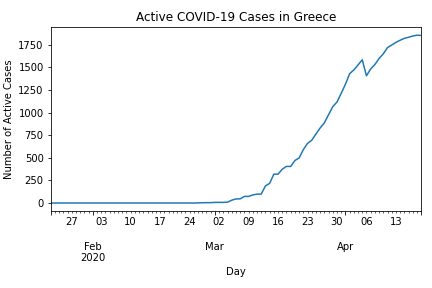 Active COVID-19 Cases in Greece
Number of Active Cases
1750
1500
1250
1000
750
500
250
0
27 03 10 17 24 02 09 16 23 30 06 13
Feb Mar Apr
2020
Day